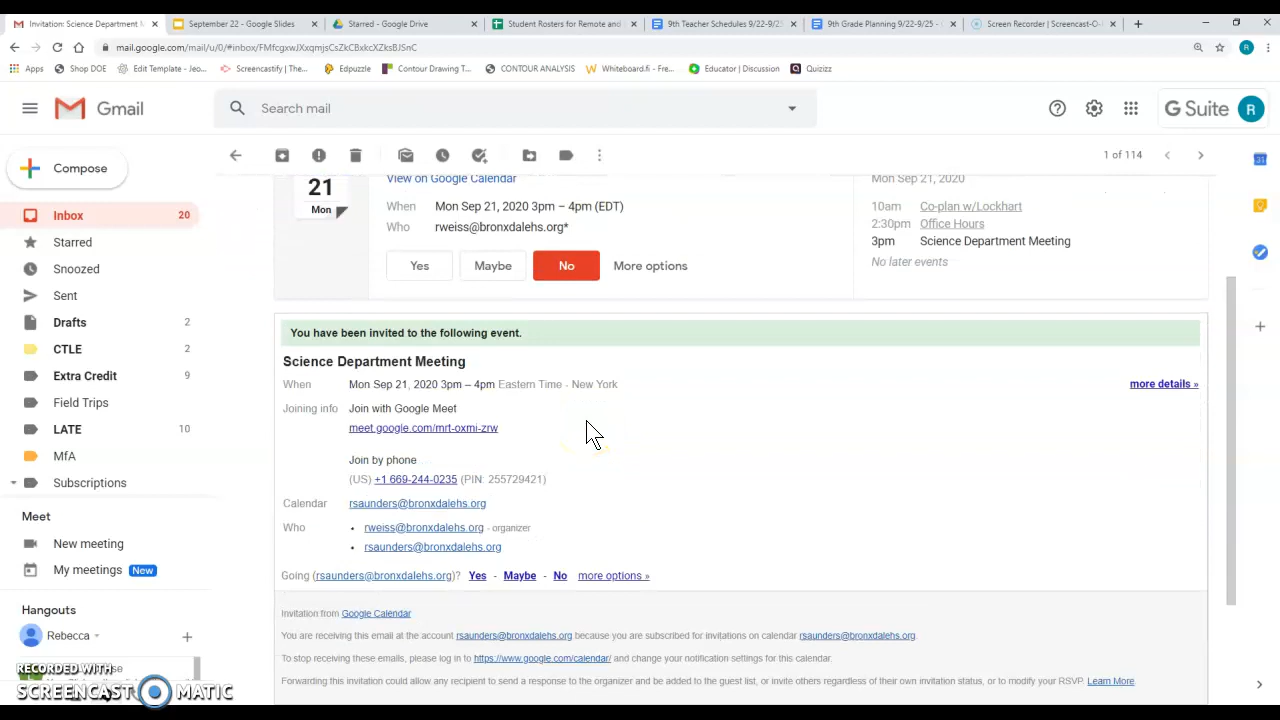 Invitation: Science Department M
September 22 - Google Slides
Starred - Google Drive
Student Rosters for Remote and
9th Teacher Schedules 9/22-9/25
9th Grade Planning 9/22-9/25 -
Screen Recorder | Screencast-O-
mail.google.com/mail/u/0/#inbox/FMfcgxwJXxqmjsCsZkCBxkcXZksBJSnC
R
Apps
Shop DOE
Edit Template - Jeo...
Screencastify | The...
Edpuzzle
Contour Drawing T...
CONTOUR ANALYSIS
Whiteboard.fi - Fre...
Educator | Discussion
Quizizz
Gmail
Search mail
G Suite
R
Compose
1 of 114
31
Inbox 20
Starred
Snoozed
Sent
Drafts 2
CTLE 2
Extra Credit 9
Field Trips
LATE 10
MfA
Subscriptions
Meet
New meeting
My meetings New
Hangouts
Rebecca
RECORDED WITH
SCREENCAST MATIC
21
Mon
View on Google Calendar
When Mon Sep 21, 2020 3pm – 4pm (EDT)
Who rweiss@bronxdalehs.org*
Yes Maybe No More options
Mon Sep 21, 2020
10am Co-plan w/Lockhart
2:30pm Office Hours
3pm Science Department Meeting
No later events
You have been invited to the following event.
Science Department Meeting
When Mon Sep 21, 2020 3pm – 4pm Eastern Time - New York
more details »
Joining info Join with Google Meet
meet.google.com/mrt-oxmi-zrw
Join by phone
(US) +1 669-244-0235 (PIN: 255729421)
Calendar rsaunders@bronxdalehs.org
Who • rweiss@bronxdalehs.org - organizer
• rsaunders@bronxdalehs.org
Going (rsaunders@bronxdalehs.org)? Yes - Maybe - No more options »
Invitation from Google Calendar
You are receiving this email at the account rsaunders@bronxdalehs.org because you are subscribed for invitations on calendar rsaunders@bronxdalehs.org.
To stop receiving these emails, please log in to https://www.google.com/calendar/ and change your notification settings for this calendar.
Forwarding this invitation could allow any recipient to send a response to the organizer and be added to the guest list, or invite others regardless of their own invitation status, or to modify your RSVP. Learn More